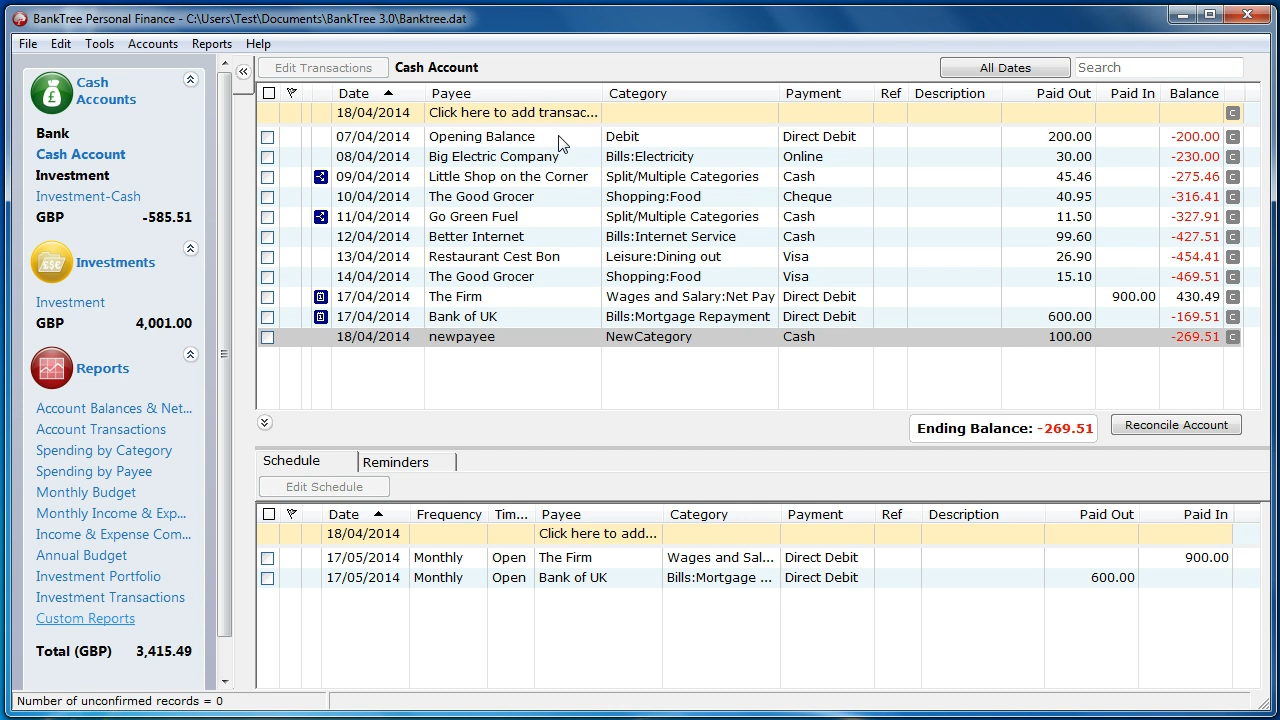 BankTree Personal Finance - C:\Users\Test\Documents\BankTree 3.0\Banktree.dat
File Edit Tools Accounts Reports Help
Cash
Accounts
Bank
Cash Account
Investment
Investment-Cash
GBP -585.51
Investments
Investment
GBP 4,001.00
Reports
Account Balances & Net...
Account Transactions
Spending by Category
Spending by Payee
Monthly Budget
Monthly Income & Exp...
Income & Expense Com...
Annual Budget
Investment Portfolio
Investment Transactions
Custom Reports
Total (GBP) 3,415.49
Edit Transactions Cash Account All Dates Search
Date Payee Category Payment Ref Description Paid Out Paid In Balance
18/04/2014 Click here to add transac... C
07/04/2014 Opening Balance Debit Direct Debit 200.00 -200.00 C
08/04/2014 Big Electric Company Bills:Electricity Online 30.00 -230.00 C
09/04/2014 Little Shop on the Corner Split/Multiple Categories Cash 45.46 -275.46 C
10/04/2014 The Good Grocer Shopping:Food Cheque 40.95 -316.41 C
11/04/2014 Go Green Fuel Split/Multiple Categories Cash 11.50 -327.91 C
12/04/2014 Better Internet Bills:Internet Service Cash 99.60 -427.51 C
13/04/2014 Restaurant Cest Bon Leisure:Dining out Visa 26.90 -454.41 C
14/04/2014 The Good Grocer Shopping:Food Visa 15.10 -469.51 C
17/04/2014 The Firm Wages and Salary:Net Pay Direct Debit 900.00 430.49 C
17/04/2014 Bank of UK Bills:Mortgage Repayment Direct Debit 600.00 -169.51 C
18/04/2014 newpayee NewCategory Cash 100.00 -269.51 C
Ending Balance: -269.51 Reconcile Account
Schedule Reminders
Edit Schedule
Date Frequency Tim... Payee Category Payment Ref Description Paid Out Paid In
18/04/2014 Click here to add...
17/05/2014 Monthly Open The Firm Wages and Sal... Direct Debit 900.00
17/05/2014 Monthly Open Bank of UK Bills:Mortgage ... Direct Debit 600.00
Number of unconfirmed records = 0